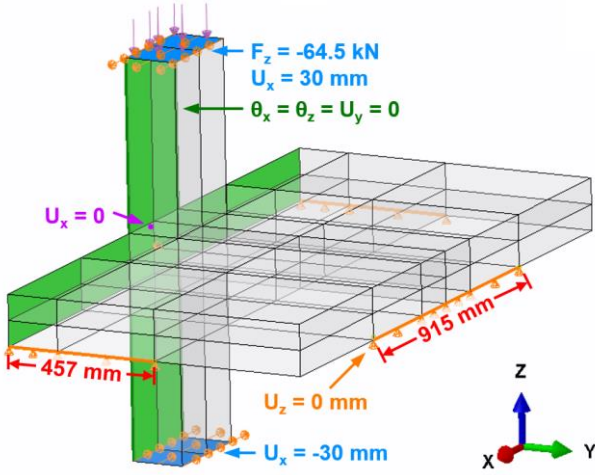 F_z = -64.5 kN
U_x = 30 mm
θ_x = θ_z = U_y = 0
U_x = 0
915 mm
457 mm
U_z = 0 mm
U_x = -30 mm
Z
Y
X